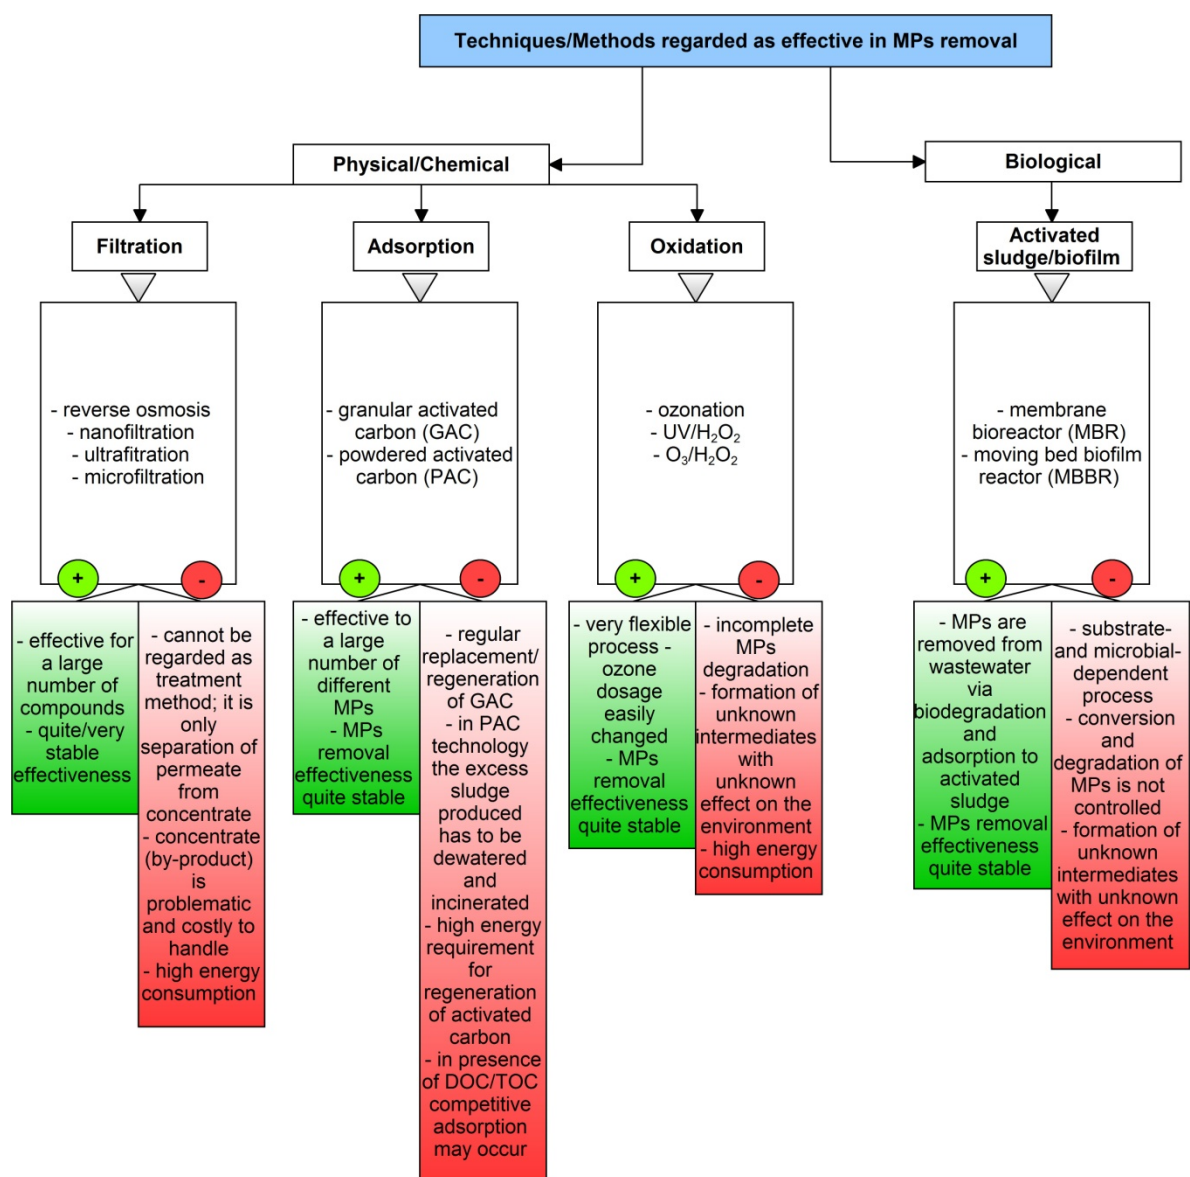 Techniques/Methods regarded as effective in MPs removal
Physical/Chemical
Biological
Filtration
Adsorption
Oxidation
Activated
sludge/biofilm
- reverse osmosis
- nanofiltration
- ultrafitration
- microfiltration
- granular activated
carbon (GAC)
- powdered activated
carbon (PAC)
- ozonation
- UV/H₂O₂
- O₃/H₂O₂
- membrane
bioreactor (MBR)
- moving bed biofilm
reactor (MBBR)
+
-
+
-
+
-
+
-
- effective for
a large
number of
compounds
- quite/very
stable
effectiveness
- cannot be
regarded as
treatment
method; it is
only
separation of
permeate
from
concentrate
- concentrate
(by-product)
is
problematic
and costly to
handle
- high energy
consumption
- effective to
a large
number of
different
MPs
- MPs
removal
effectiveness
quite stable
- regular
replacement/
regeneration
of GAC
- in PAC
technology
the excess
sludge
produced
has to be
dewatered
and
incinerated
- high energy
requirement
for
regeneration
of activated
carbon
- in presence
of DOC/TOC
competitive
adsorption
may occur
- very flexible
process -
ozone
dosage
easily
changed
- MPs
removal
effectiveness
quite stable
- incomplete
MPs
degradation
- formation of
unknown
intermediates
with
unknown
effect on the
environment
- high energy
consumption
- MPs are
removed from
wastewater
via
biodegradation
and
adsorption to
activated
sludge
- MPs removal
effectiveness
quite stable
- substrate-
and microbial-
dependent
process
- conversion
and
degradation of
MPs is not
controlled
- formation of
unknown
intermediates
with unknown
effect on the
environment